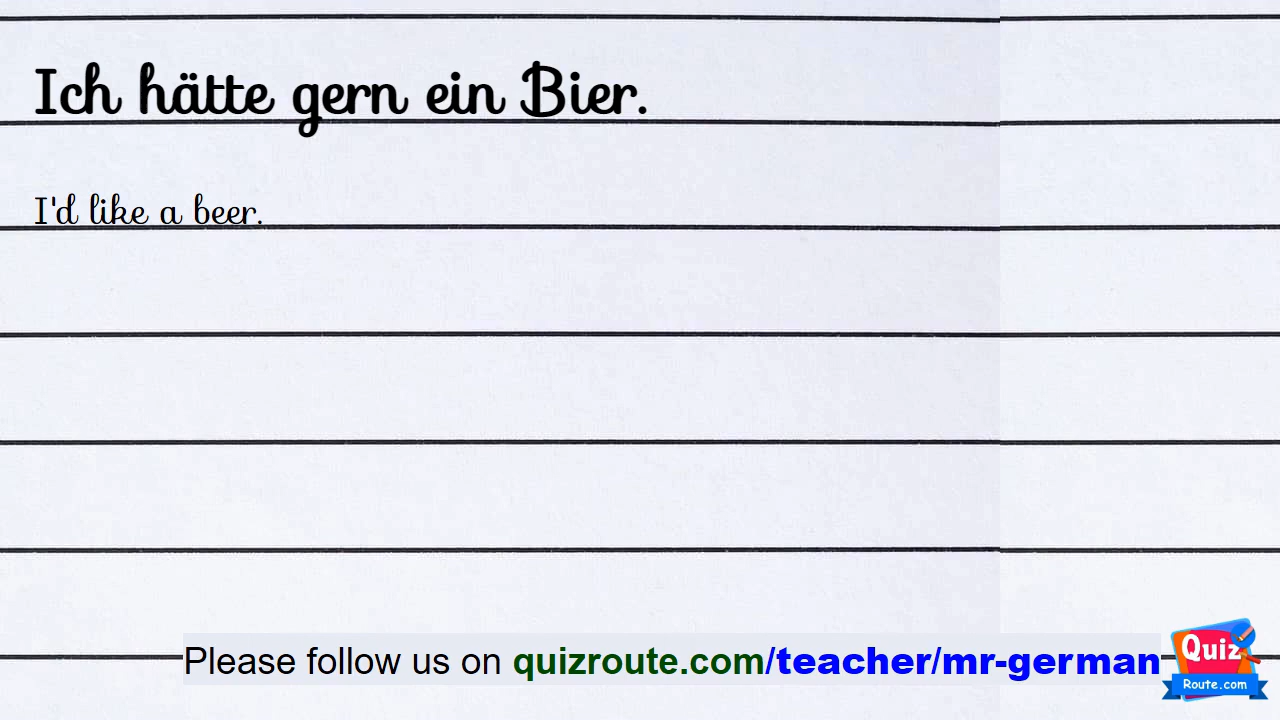 Ich hätte gern ein Bier.
I'd like a beer.
Please follow us on quizroute.com/teacher/mr-german
Quiz
Route.com